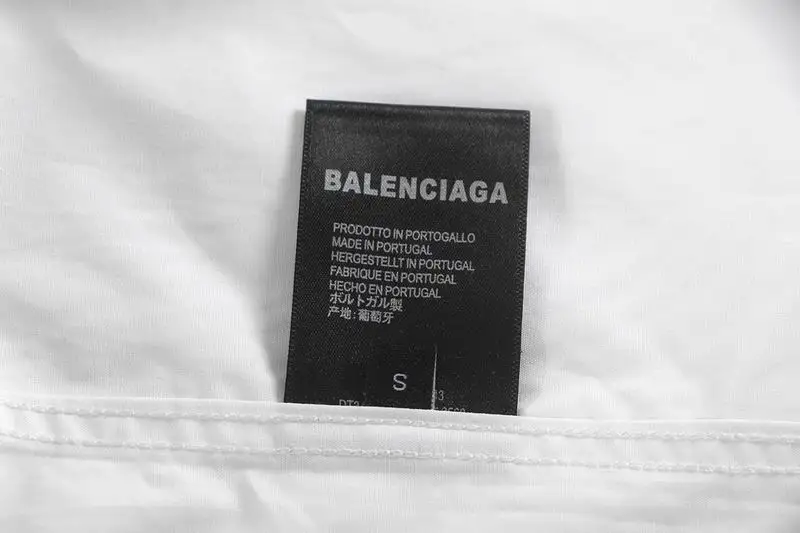 BALENCIAGA
PRODOTTO IN PORTOGALLO
MADE IN PORTUGAL
HERGESTELLT IN PORTUGAL
FABRIQUE EN PORTUGAL
HECHO EN PORTUGAL
ボルトガル製
产地:葡萄牙
S